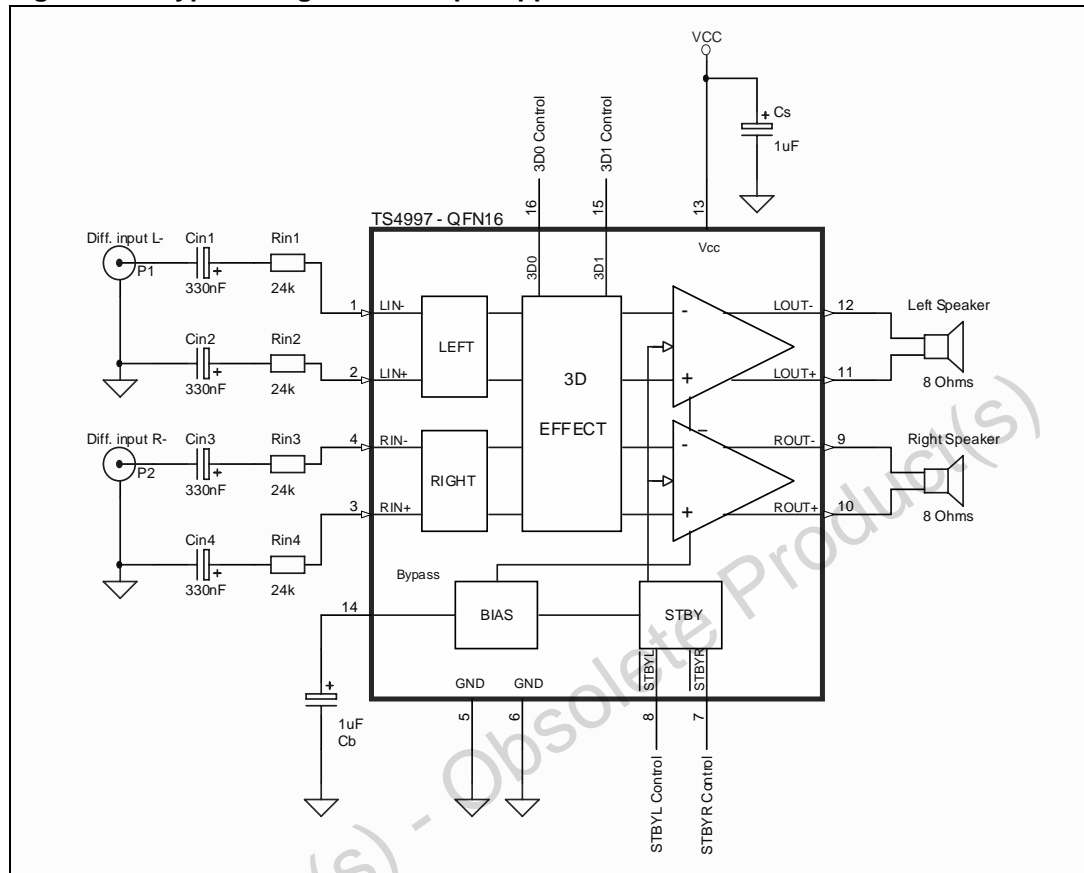 VCC
+ Cs
1uF
3D0 Control
3D1 Control
16
15
13
TS4997 - QFN16
Vcc
3D0
3D1
Diff. input L-
P1
Cin1
+
330nF
Rin1
24k
1
LIN-
Cin2
+
330nF
Rin2
24k
2
LIN+
LEFT
3D
EFFECT
-
+
LOUT-
12
LOUT+
11
Left Speaker
8 Ohms
Diff. input R-
P2
Cin3
+
330nF
Rin3
24k
4
RIN-
Cin4
+
330nF
Rin4
24k
3
RIN+
RIGHT
-
+
ROUT-
9
ROUT+
10
Right Speaker
8 Ohms
Bypass
14
BIAS
STBY
STBYL
STBYR
+
1uF
Cb
GND
GND
5
6
8
7
STBYL Control
STBYR Control
(s) - Obsolete Product(s)